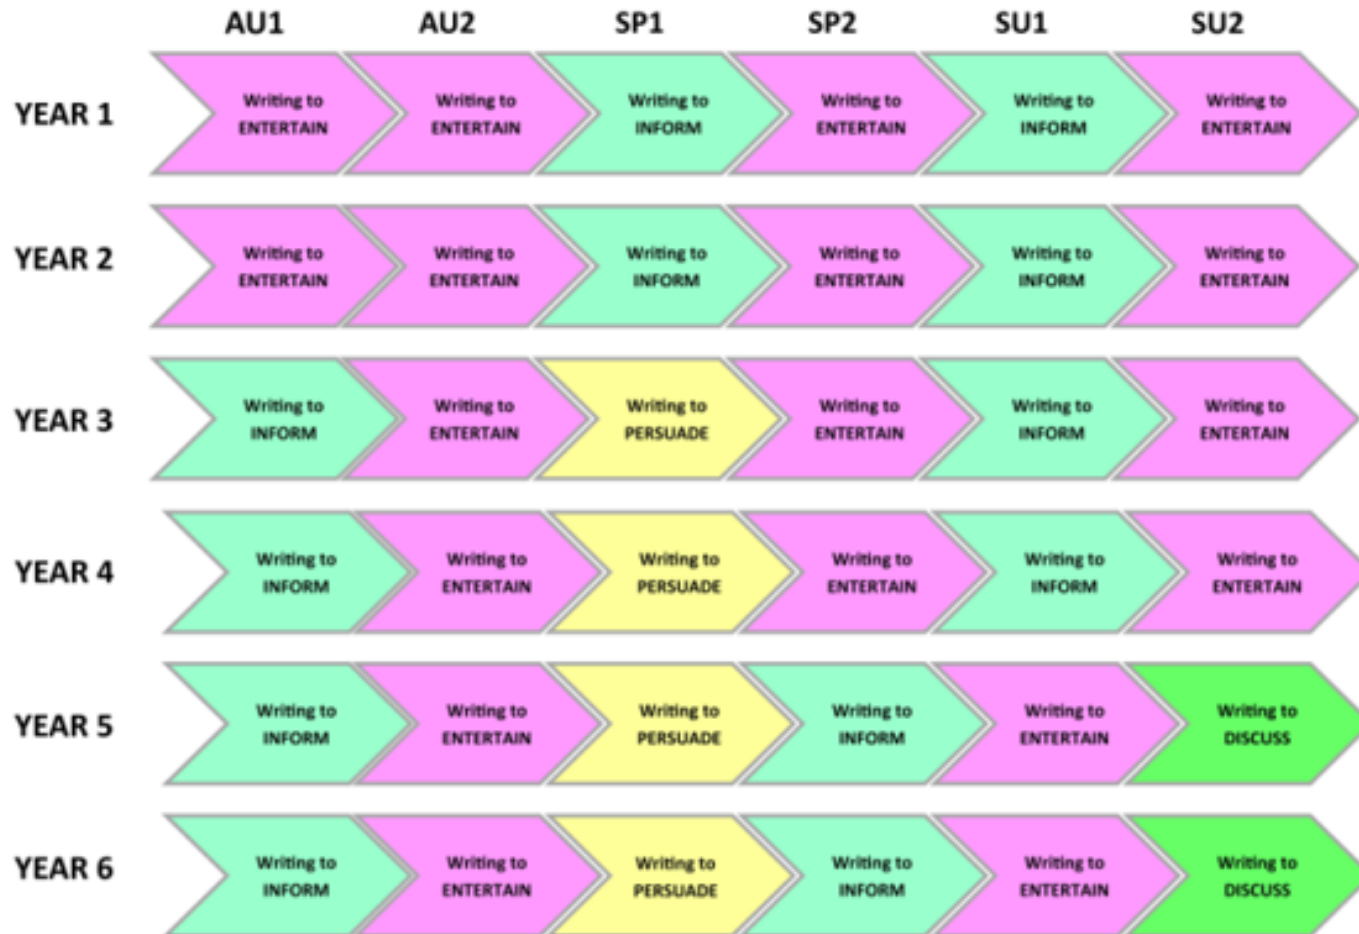 AU1 AU2 SP1 SP2 SU1 SU2
YEAR 1
Writing to Writing to Writing to Writing to Writing to Writing to
ENTERTAIN ENTERTAIN INFORM ENTERTAIN INFORM ENTERTAIN
YEAR 2
Writing to Writing to Writing to Writing to Writing to Writing to
ENTERTAIN ENTERTAIN INFORM ENTERTAIN INFORM ENTERTAIN
YEAR 3
Writing to Writing to Writing to Writing to Writing to Writing to
INFORM ENTERTAIN PERSUADE ENTERTAIN INFORM ENTERTAIN
YEAR 4
Writing to Writing to Writing to Writing to Writing to Writing to
INFORM ENTERTAIN PERSUADE ENTERTAIN INFORM ENTERTAIN
YEAR 5
Writing to Writing to Writing to Writing to Writing to Writing to
INFORM ENTERTAIN PERSUADE INFORM ENTERTAIN DISCUSS
YEAR 6
Writing to Writing to Writing to Writing to Writing to Writing to
INFORM ENTERTAIN PERSUADE INFORM ENTERTAIN DISCUSS